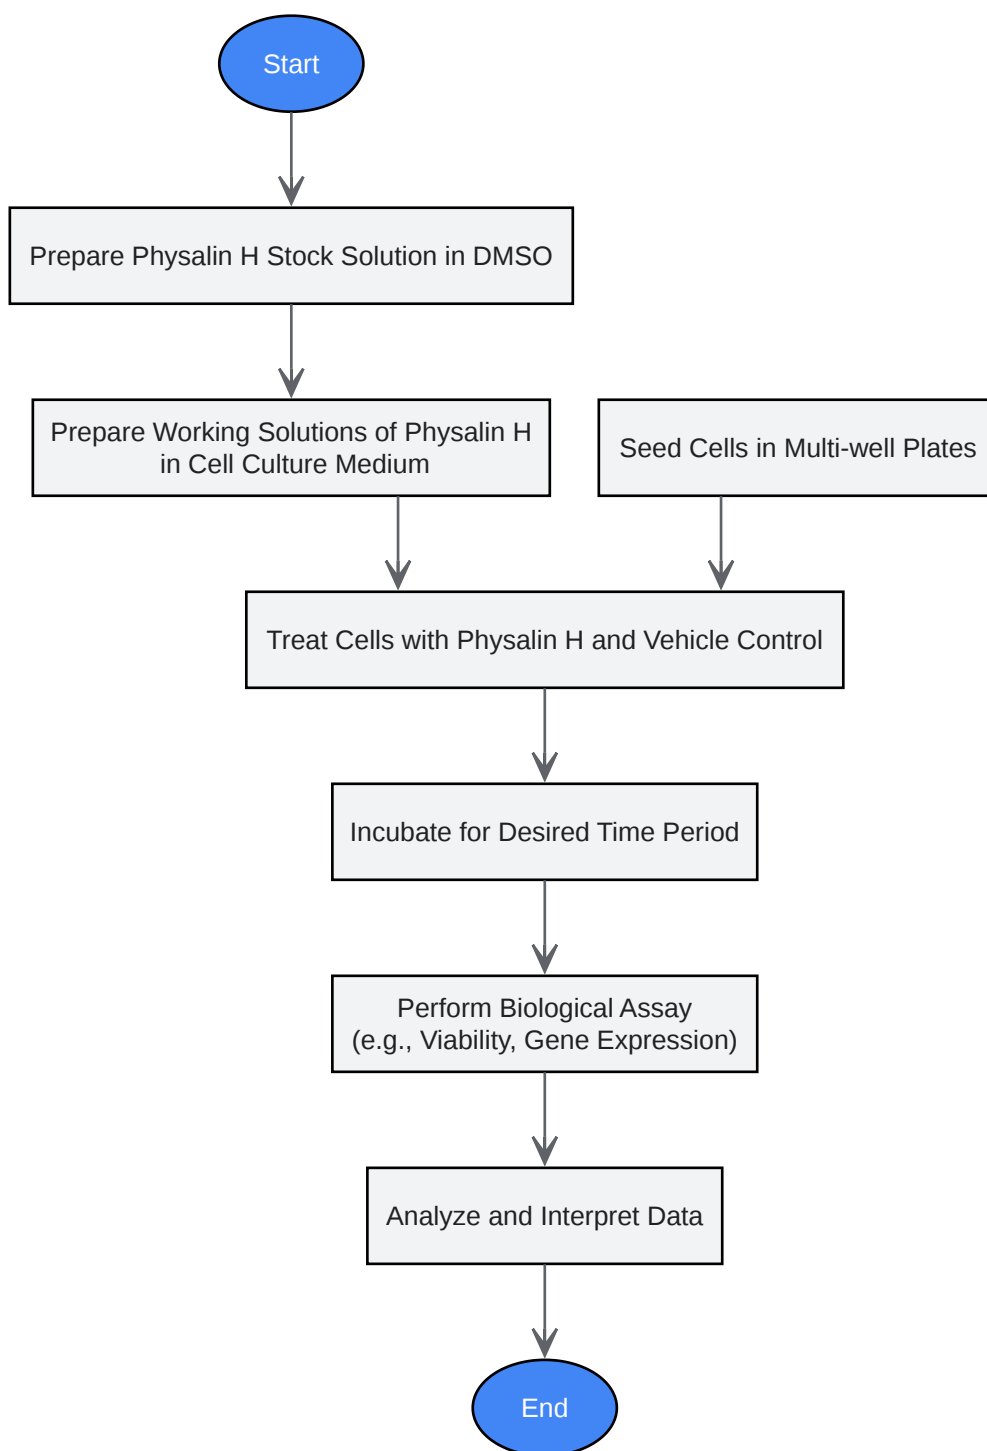 Start
Prepare Physalin H Stock Solution in DMSO
Prepare Working Solutions of Physalin H
in Cell Culture Medium
Seed Cells in Multi-well Plates
Treat Cells with Physalin H and Vehicle Control
Incubate for Desired Time Period
Perform Biological Assay
(e.g., Viability, Gene Expression)
Analyze and Interpret Data
End